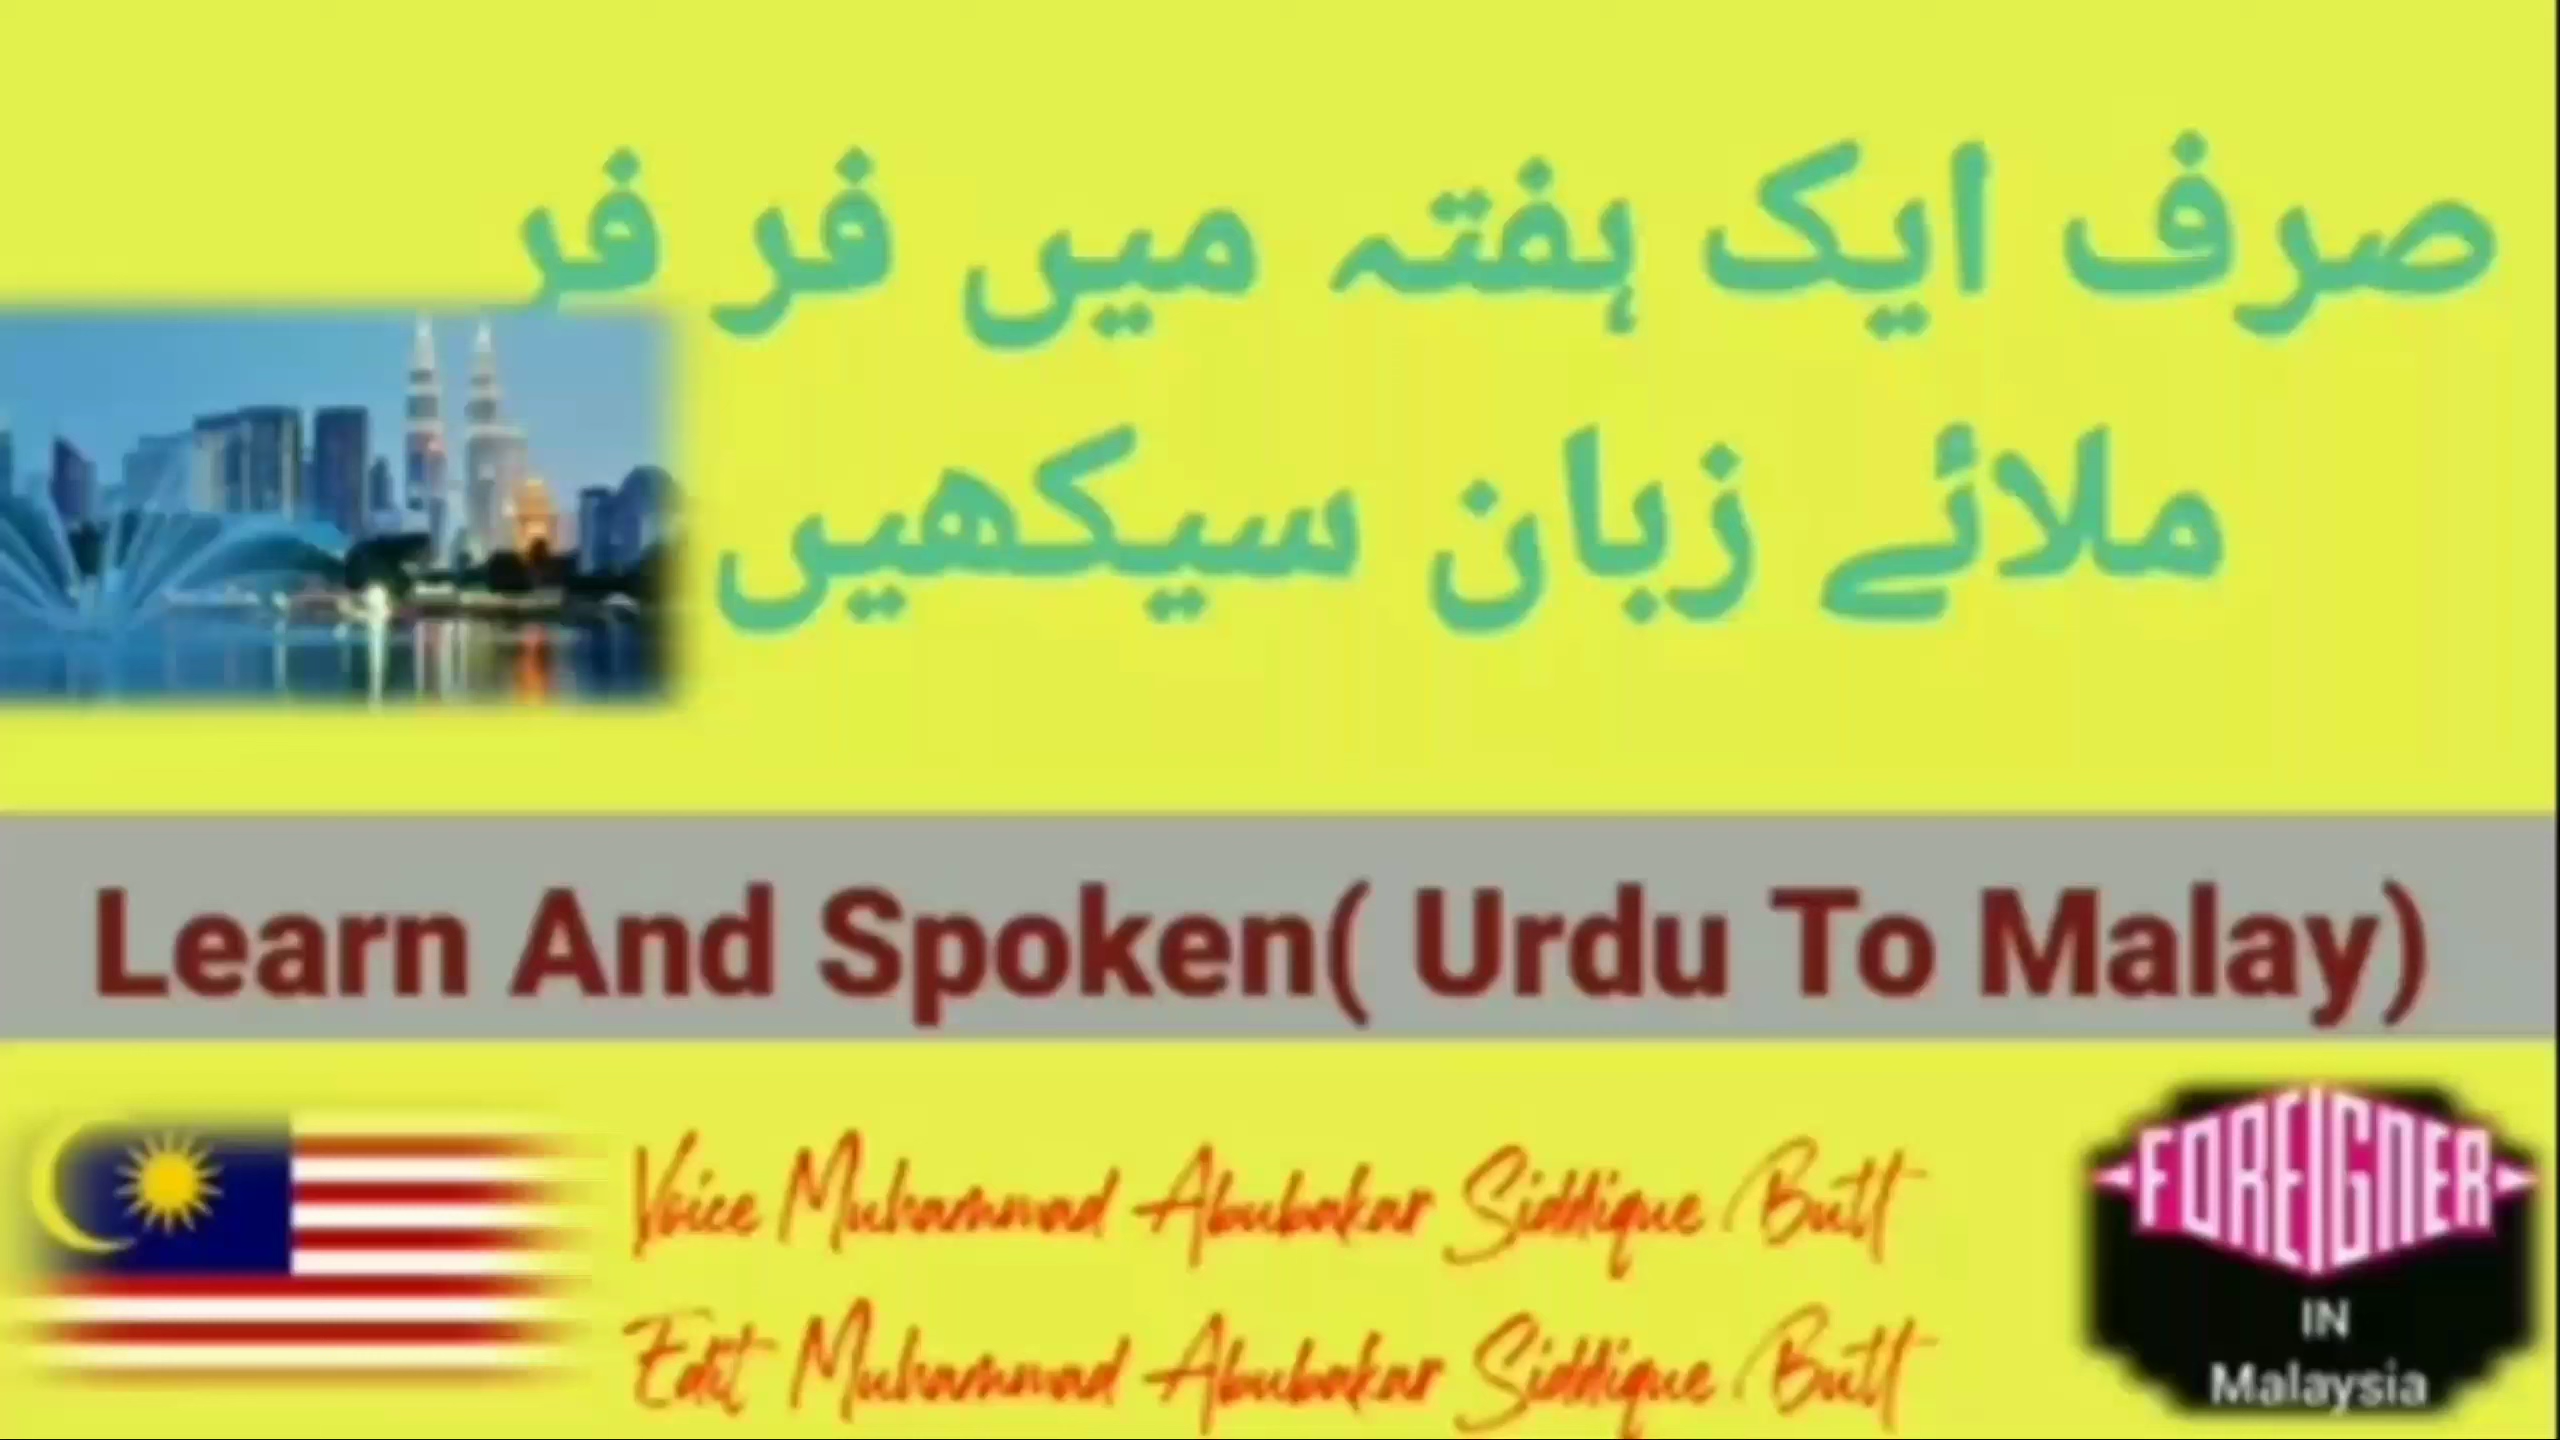 صرف ایک ہفتہ میں فر فر
ملائے زبان سیکھیں
Learn And Spoken( Urdu To Malay)
Voice Muhammad Abubakar Siddique Butt
Edit Muhammad Abubakar Siddique Butt
FOREIGNER
IN
Malaysia